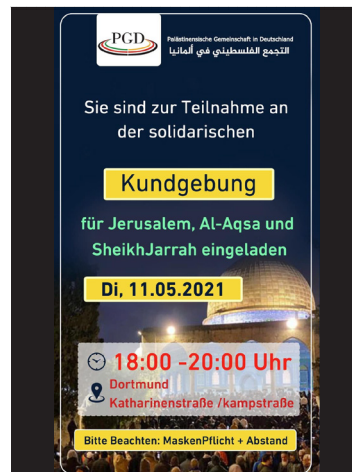 PGD
Palästinensische Gemeinschaft in Deutschland
التجمع الفلسطيني في ألمانيا
Sie sind zur Teilnahme an
der solidarischen
Kundgebung
für Jerusalem, Al-Aqsa und
SheikhJarrah eingeladen
Di, 11.05.2021
18:00 -20:00 Uhr
Dortmund
Katharinenstraße /kampstraße
Bitte Beachten: MaskenPflicht + Abstand